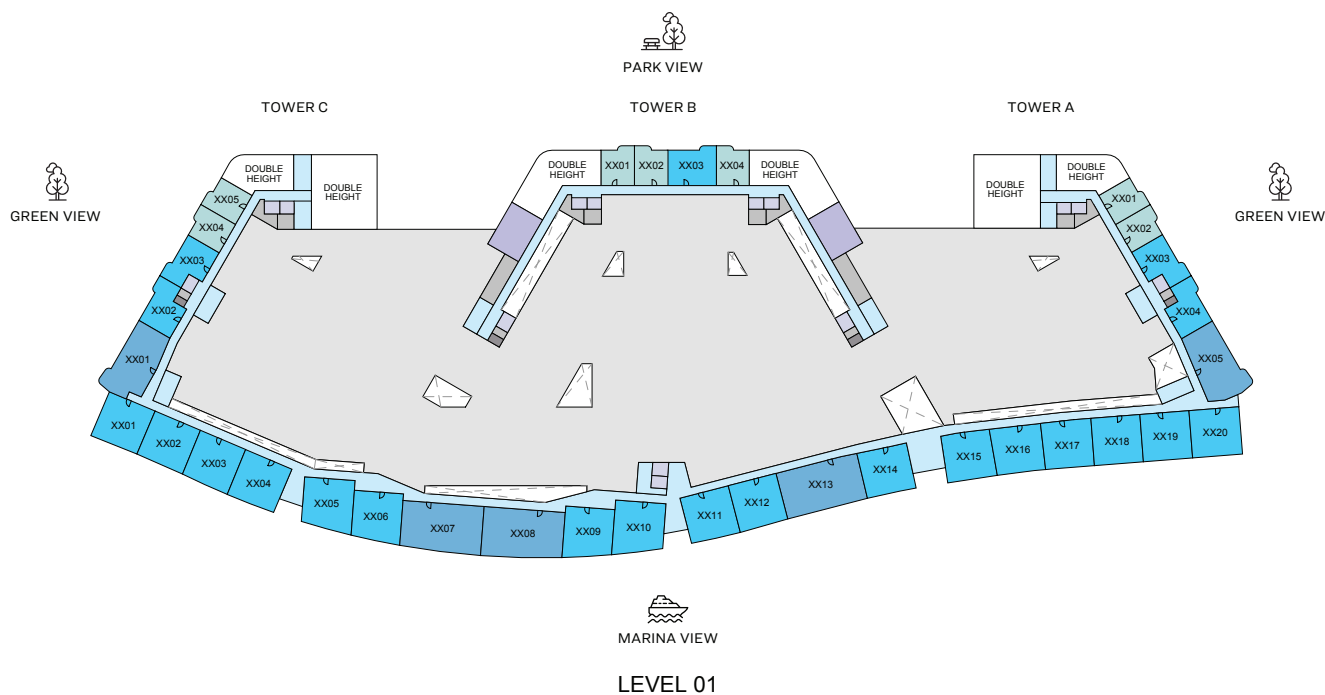 PARK VIEW
TOWER C
TOWER B
TOWER A
GREEN VIEW
GREEN VIEW
DOUBLE
HEIGHT
DOUBLE
HEIGHT
DOUBLE
HEIGHT
XX01
XX02
XX03
XX04
DOUBLE
HEIGHT
DOUBLE
HEIGHT
DOUBLE
HEIGHT
XX05
XX04
XX03
XX02
XX01
XX01
XX02
XX03
XX04
XX05
XX01
XX02
XX03
XX04
XX05
XX06
XX07
XX08
XX09
XX10
XX11
XX12
XX13
XX14
XX15
XX16
XX17
XX18
XX19
XX20
MARINA VIEW
LEVEL 01